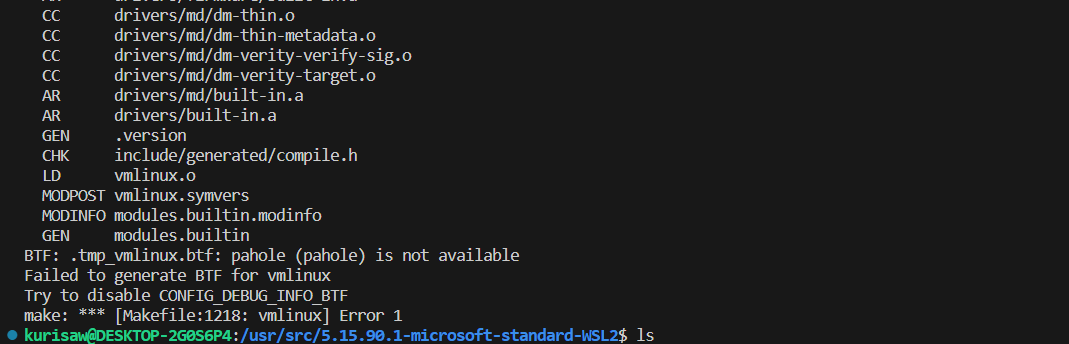 CC drivers/md/dm-thin.o
CC drivers/md/dm-thin-metadata.o
CC drivers/md/dm-verity-verify-sig.o
CC drivers/md/dm-verity-target.o
AR drivers/md/built-in.a
AR drivers/built-in.a
GEN .version
CHK include/generated/compile.h
LD vmlinux.o
MODPOST vmlinux.symvers
MODINFO modules.builtin.modinfo
GEN modules.builtin
BTF: .tmp_vmlinux.btf: pahole (pahole) is not available
Failed to generate BTF for vmlinux
Try to disable CONFIG_DEBUG_INFO_BTF
make: *** [Makefile:1218: vmlinux] Error 1
kurisaw@DESKTOP-2G0S6P4:/usr/src/5.15.90.1-microsoft-standard-WSL2$ ls